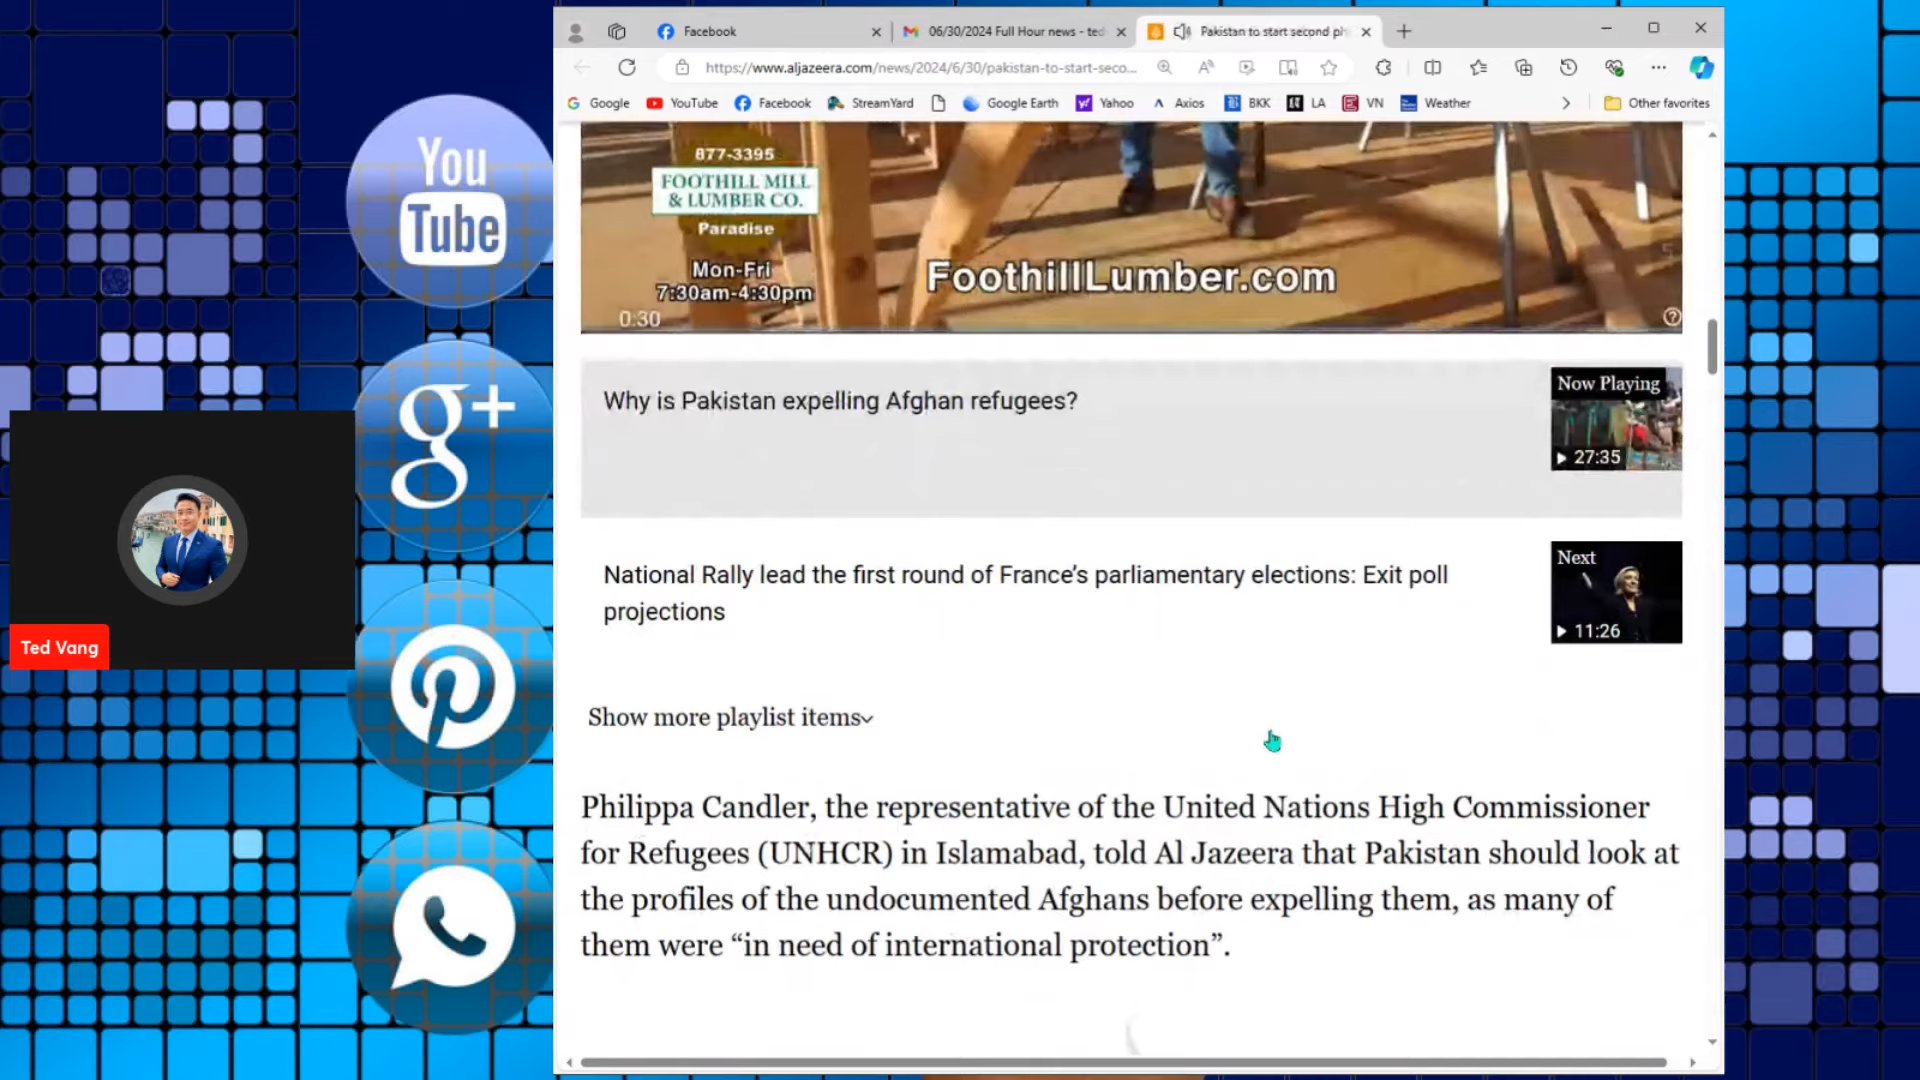 Facebook
06/30/2024 Full Hour news - ted
Pakistan to start second ph
https://www.aljazeera.com/news/2024/6/30/pakistan-to-start-seco...
Google
YouTube
Facebook
StreamYard
Google Earth
Yahoo
Axios
BKK
LA
VN
Weather
Other favorites
You
Tube
g+
Ted Vang
877-3395
FOOTHILL MILL
& LUMBER CO.
Paradise
Mon-Fri
7:30am-4:30pm
FoothillLumber.com
0:30
5
Why is Pakistan expelling Afghan refugees?
Now Playing
27:35
National Rally lead the first round of France’s parliamentary elections: Exit poll
projections
Next
11:26
Show more playlist items
Philippa Candler, the representative of the United Nations High Commissioner
for Refugees (UNHCR) in Islamabad, told Al Jazeera that Pakistan should look at
the profiles of the undocumented Afghans before expelling them, as many of
them were “in need of international protection”.